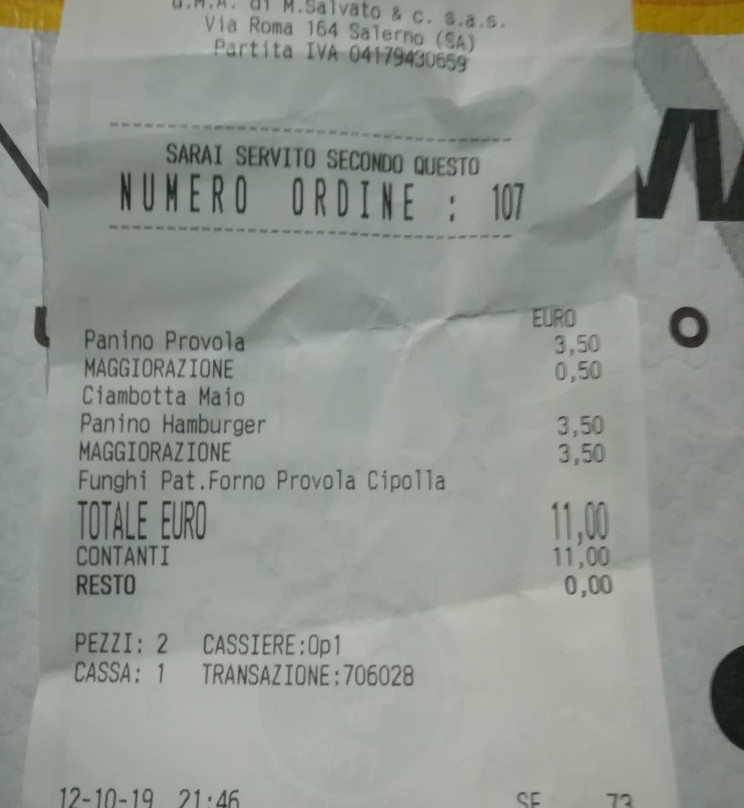 G.M.A. di M.Salvato & c. s.a.s.
Via Roma 164 Salerno (SA)
Partita IVA 04179430659
SARAI SERVITO SECONDO QUESTO
NUMERO ORDINE : 107
EURO
Panino Provola 3,50
MAGGIORAZIONE 0,50
Ciambotta Maio
Panino Hamburger 3,50
MAGGIORAZIONE 3,50
Funghi Pat.Forno Provola Cipolla
TOTALE EURO 11,00
CONTANTI 11,00
RESTO 0,00
PEZZI: 2 CASSIERE:Op1
CASSA: 1 TRANSAZIONE:706028
12-10-19 21:46 SF 73